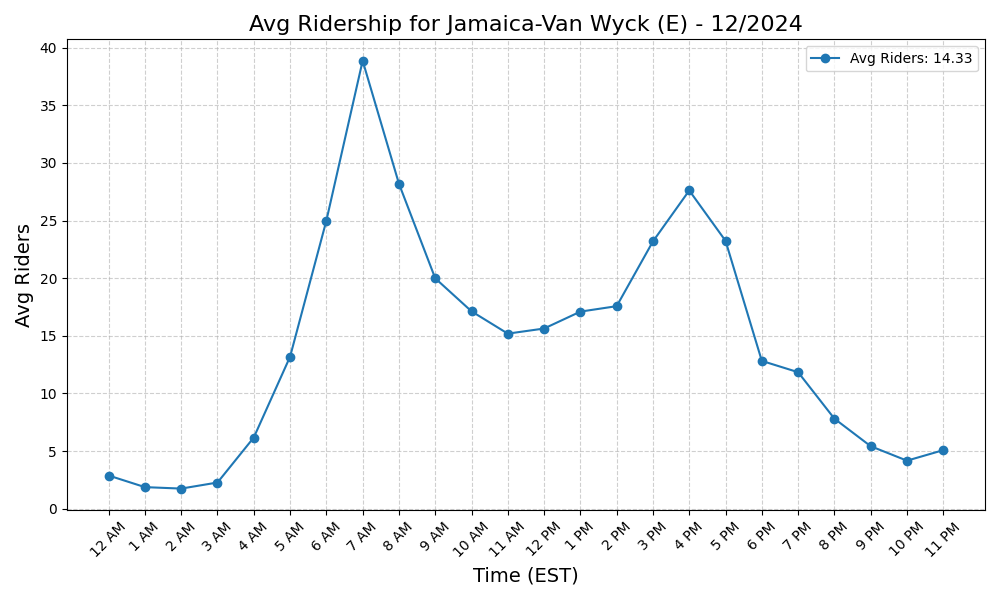 Avg Ridership for Jamaica-Van Wyck (E) - 12/2024
Avg Riders: 14.33
Avg Riders
40
35
30
25
20
15
10
5
0
12 AM
1 AM
2 AM
3 AM
4 AM
5 AM
6 AM
7 AM
8 AM
9 AM
10 AM
11 AM
12 PM
1 PM
2 PM
3 PM
4 PM
5 PM
6 PM
7 PM
8 PM
9 PM
10 PM
11 PM
Time (EST)